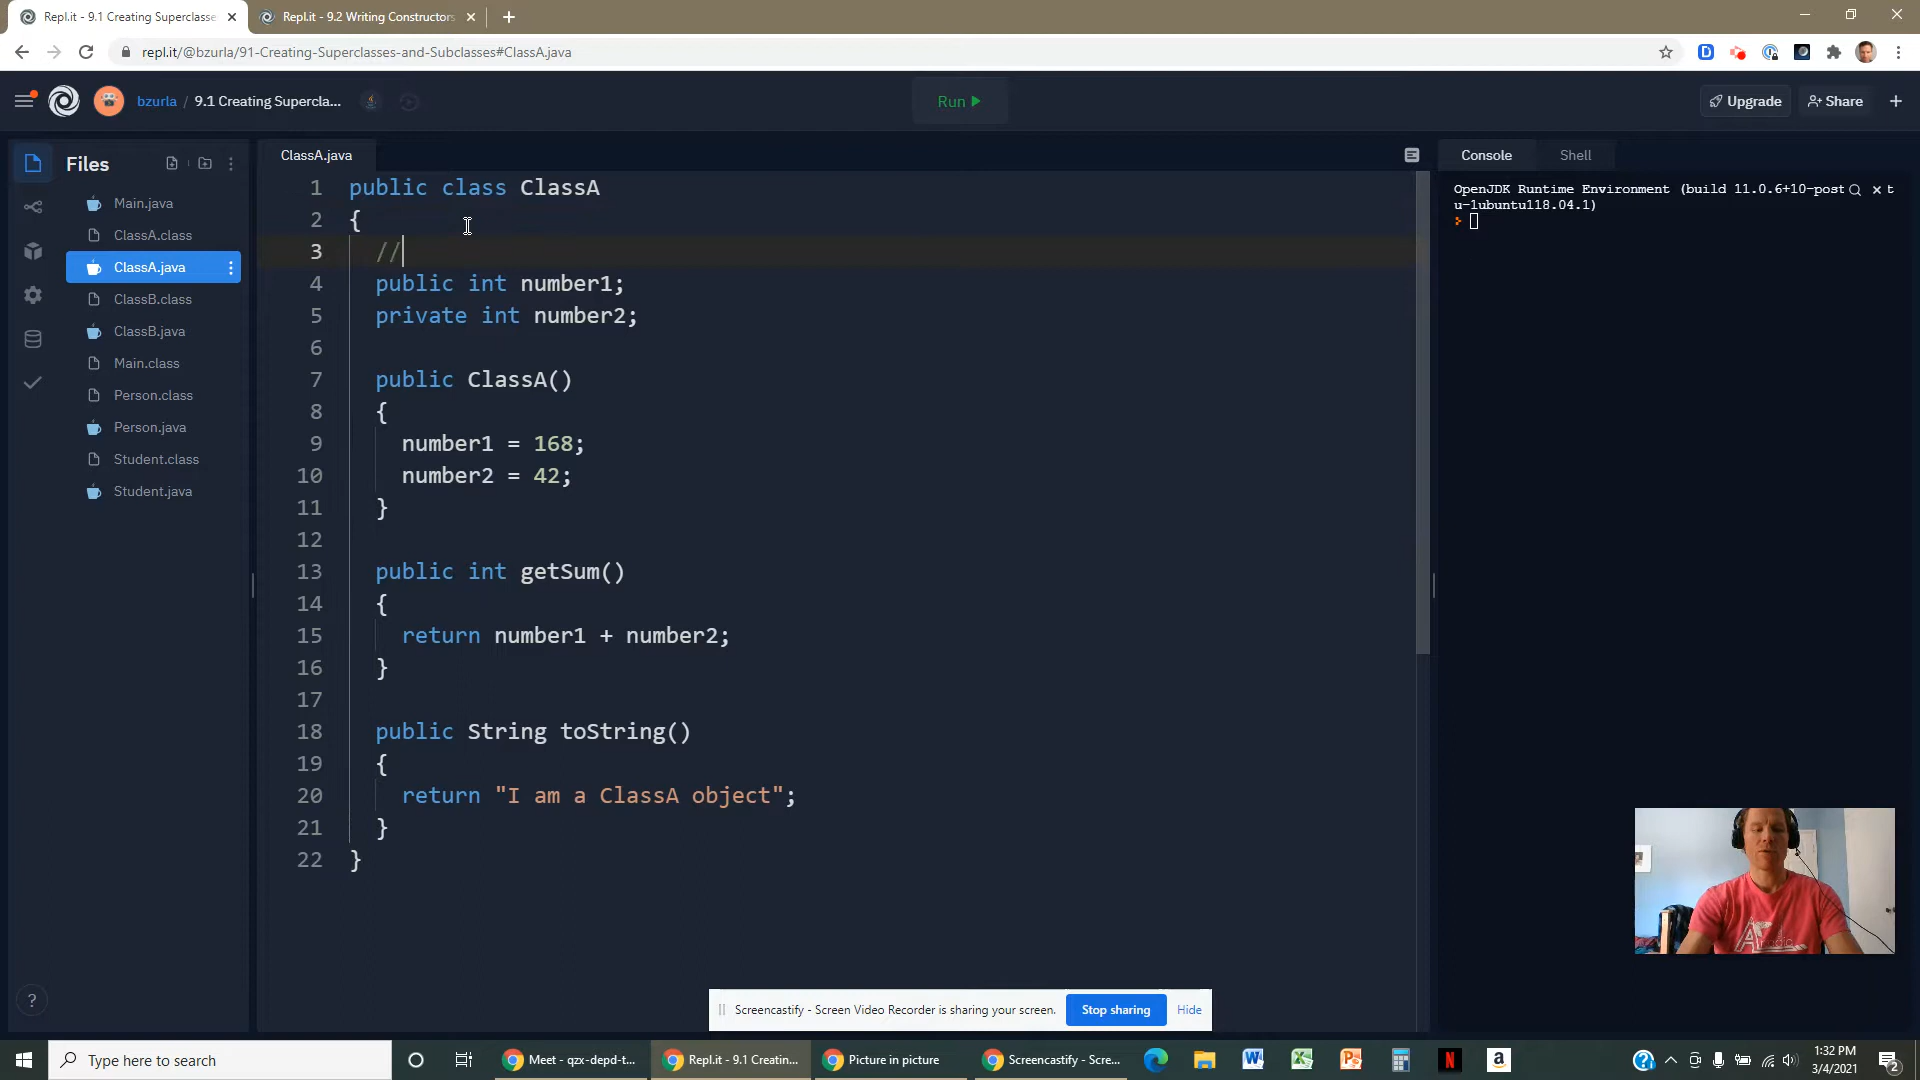 Repl.it - 9.1 Creating Superclasse
Repl.it - 9.2 Writing Constructors
repl.it/@bzurla/91-Creating-Superclasses-and-Subclasses#ClassA.java
bzurla / 9.1 Creating Supercla...
Run
Upgrade
Share
Files
Main.java
ClassA.class
ClassA.java
ClassB.class
ClassB.java
Main.class
Person.class
Person.java
Student.class
Student.java
ClassA.java
1 public class ClassA
2 {
3 //
4 public int number1;
5 private int number2;
6
7 public ClassA()
8 {
9 number1 = 168;
10 number2 = 42;
11 }
12
13 public int getSum()
14 {
15 return number1 + number2;
16 }
17
18 public String toString()
19 {
20 return "I am a ClassA object";
21 }
22 }
Console Shell
OpenJDK Runtime Environment (build 11.0.6+10-post
u-1ubuntu118.04.1)
Screencastify - Screen Video Recorder is sharing your screen. Stop sharing Hide
Type here to search
Meet - qzx-depd-t...
Repl.it - 9.1 Creatin...
Picture in picture
Screencastify - Scre...
1:32 PM
3/4/2021
2